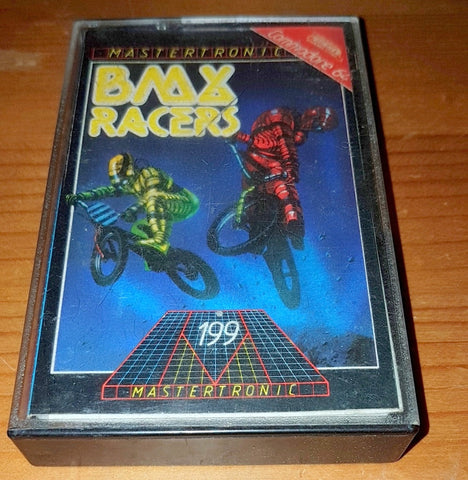 MASTERTRONIC
Commodore 64
BMX
RACERS
199
MASTERTRONIC